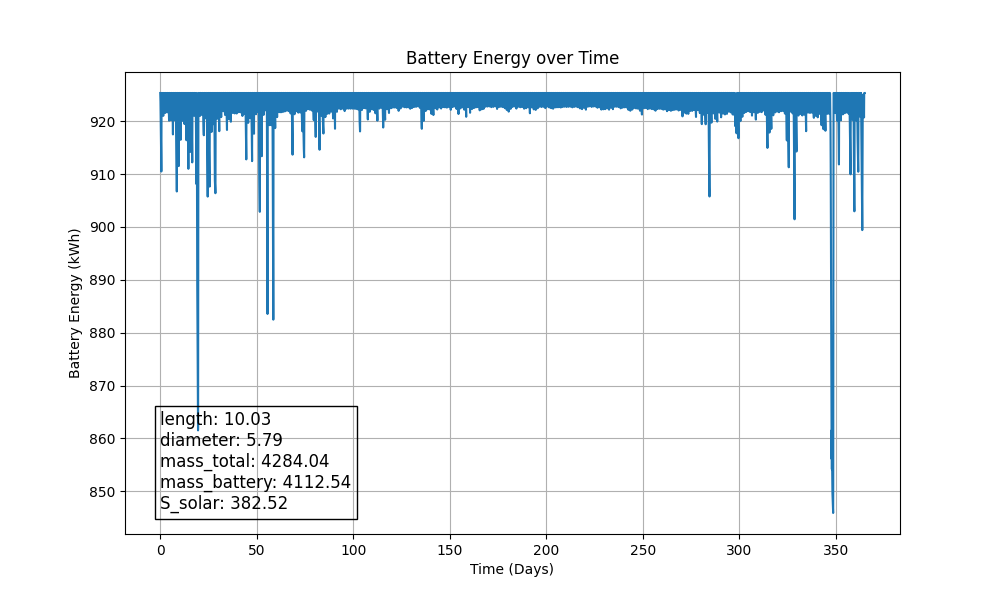 Battery Energy over Time
Battery Energy (kWh)
920
910
900
890
880
870
860
850
length: 10.03
diameter: 5.79
mass_total: 4284.04
mass_battery: 4112.54
S_solar: 382.52
0 50 100 150 200 250 300 350
Time (Days)